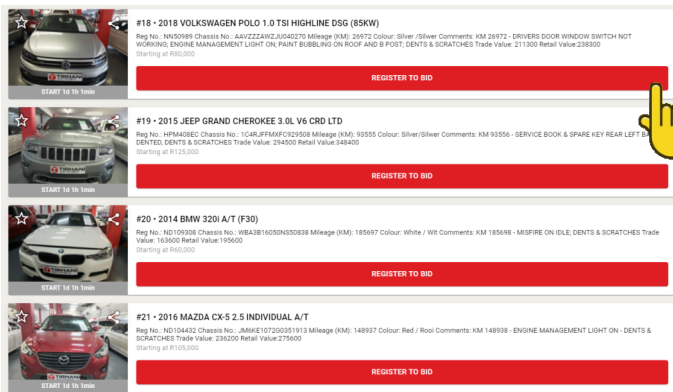 #18 • 2018 VOLKSWAGEN POLO 1.0 TSI HIGHLINE DSG (85KW)
Reg No.: NN50989 Chassis No.: AAVZZZAWZJU040270 Mileage (KM): 26972 Colour: Silver /Silwer Comments: KM 26972 - DRIVERS DOOR WINDOW SWITCH NOT
WORKING; ENGINE MANAGEMENT LIGHT ON; PAINT BUBBLING ON ROOF AND B POST; DENTS & SCRATCHES Trade Value: 211300 Retail Value:238300
Starting at R80,000
REGISTER TO BID
TIRHANI
START 1d 1h 1min
#19 • 2015 JEEP GRAND CHEROKEE 3.0L V6 CRD LTD
Reg No.: HPM408EC Chassis No.: 1C4RJFFMXFC929508 Mileage (KM): 93555 Colour: Silver/Silwer Comments: KM 93556 - SERVICE BOOK & SPARE KEY REAR LEFT
DENTED, DENTS & SCRATCHES Trade Value: 294500 Retail Value:348400
Starting at R125,000
REGISTER TO BID
TIRHANI
START 1d 1h 1min
#20 • 2014 BMW 320i A/T (F30)
Reg No.: ND109308 Chassis No.: WBA3B16050NS50838 Mileage (KM): 185697 Colour: White / Wit Comments: KM 185698 - MISFIRE ON IDLE; DENTS & SCRATCHES Trade
Value: 163600 Retail Value:195600
Starting at R60,000
REGISTER TO BID
TIRHANI
START 1d 1h 1min
#21 • 2016 MAZDA CX-5 2.5 INDIVIDUAL A/T
Reg No.: ND104432 Chassis No.: JM6KE1072G0351913 Mileage (KM): 148937 Colour: Red / Rooi Comments: KM 148938 - ENGINE MANAGEMENT LIGHT ON - DENTS &
SCRATCHES Trade Value: 236200 Retail Value:275600
Starting at R105,000
REGISTER TO BID
TIRHANI
START 1d 1h 1min